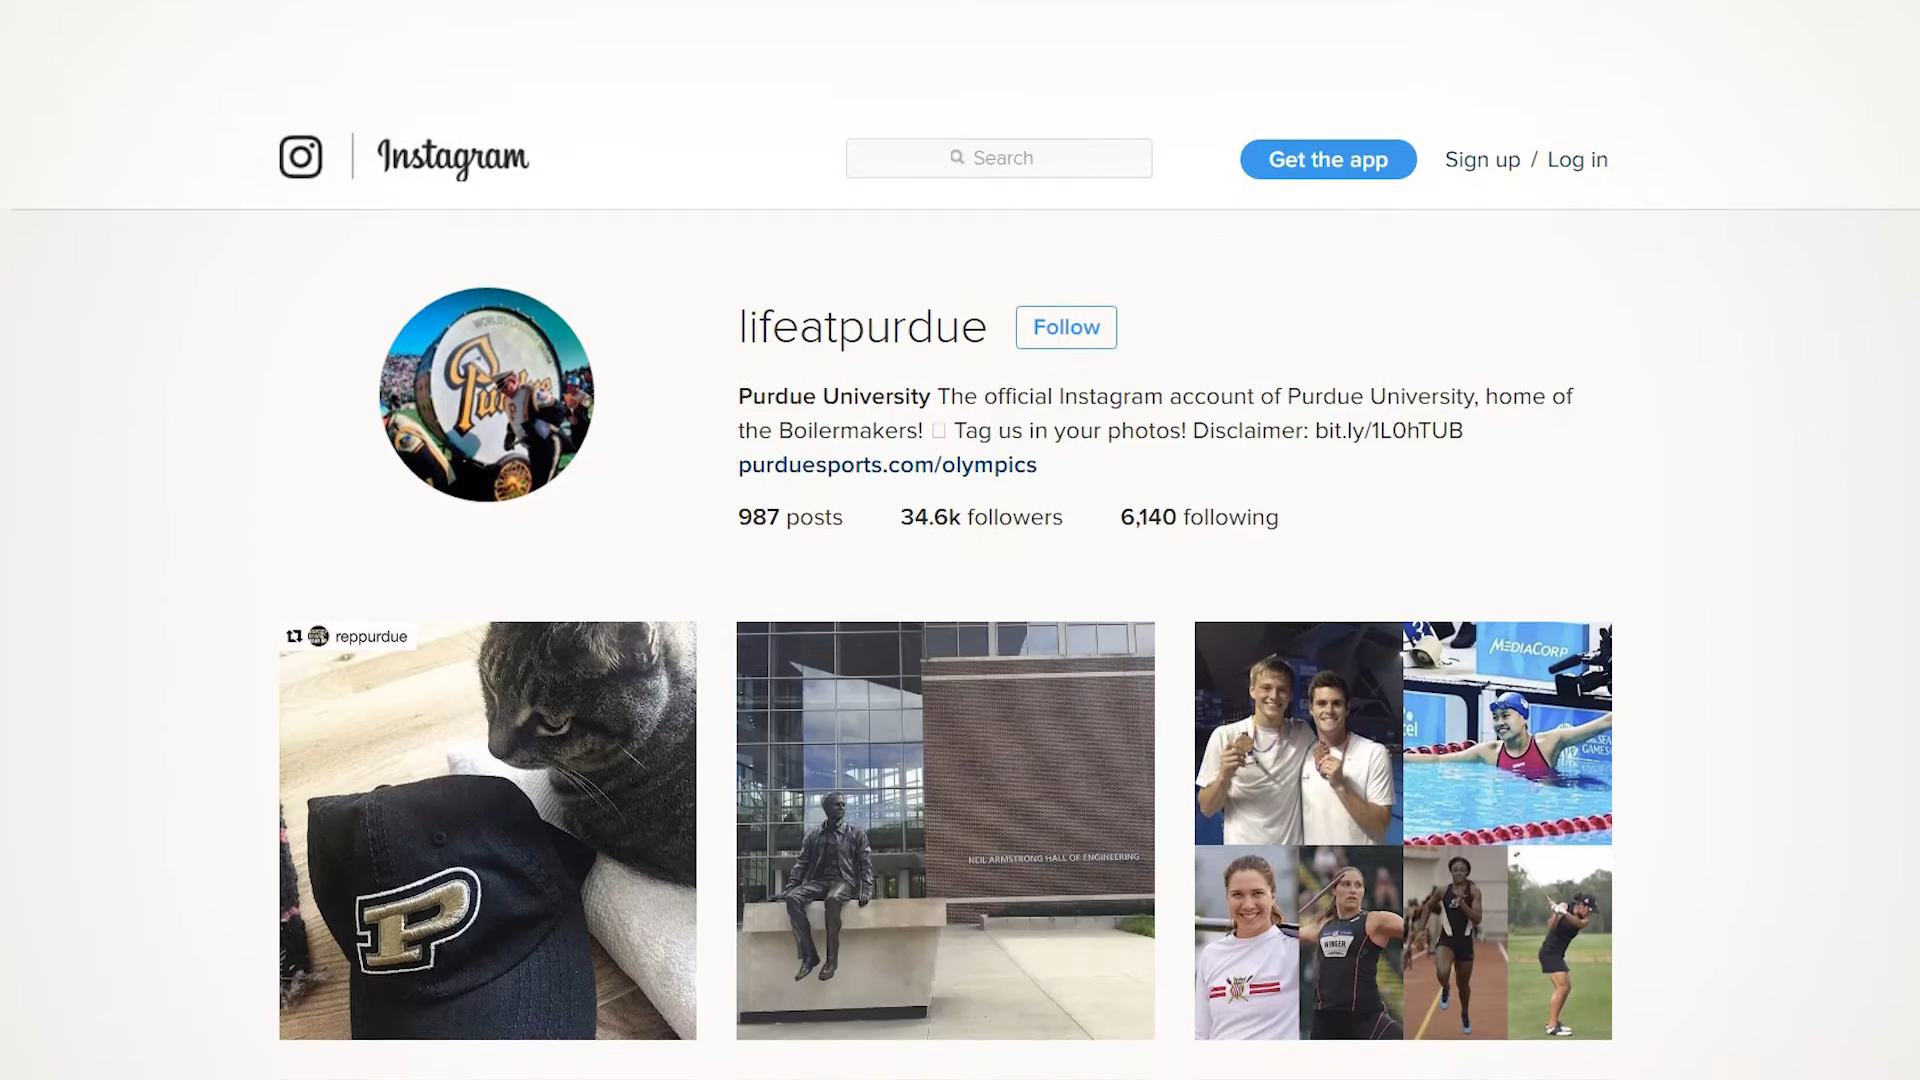 Instagram
Search
Get the app
Sign up / Log in
lifeatpurdue
Follow
Purdue University The official Instagram account of Purdue University, home of
the Boilermakers! Tag us in your photos! Disclaimer: bit.ly/1L0hTUB
purduesports.com/olympics
987 posts 34.6k followers 6,140 following
reppurdue
P
NEIL ARMSTRONG HALL OF ENGINEERING
MEDIACORP
WINGER
Purdue